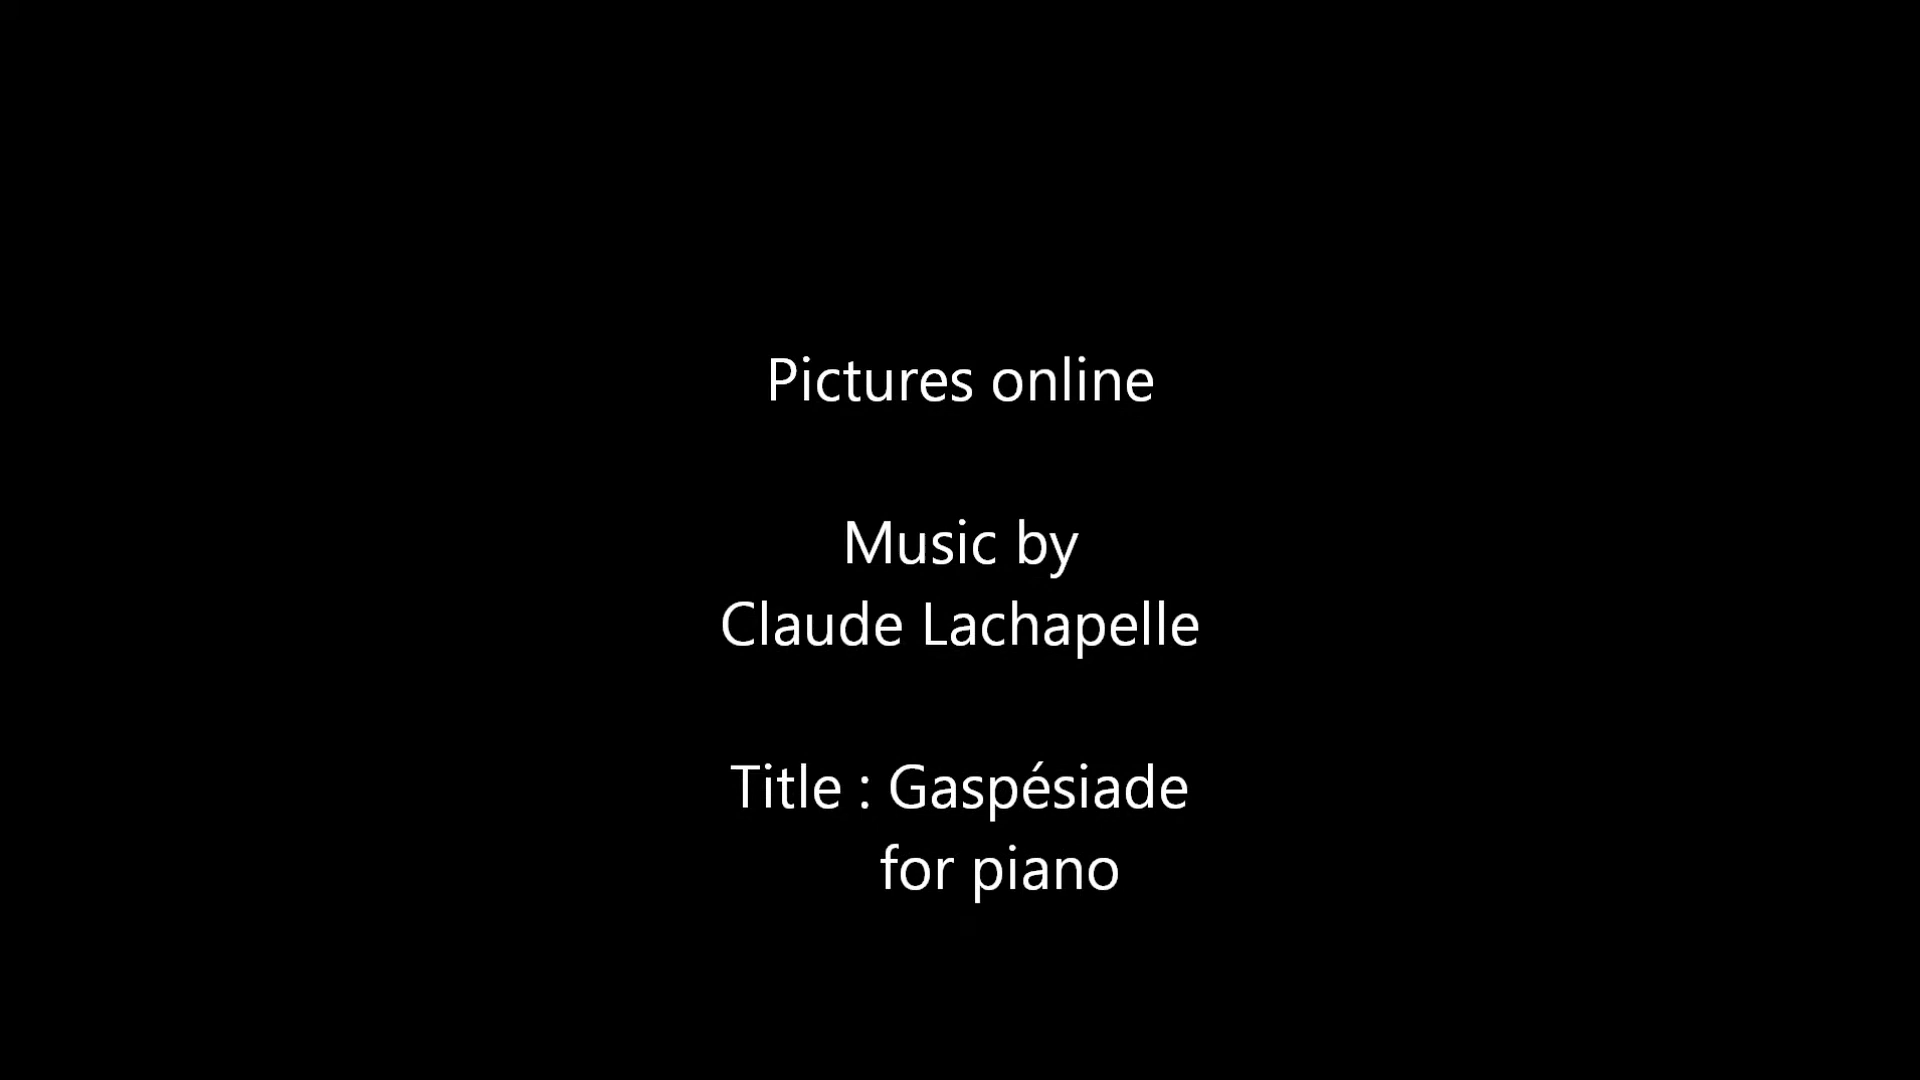 Pictures online
Music by
Claude Lachapelle
Title : Gaspésiade
for piano